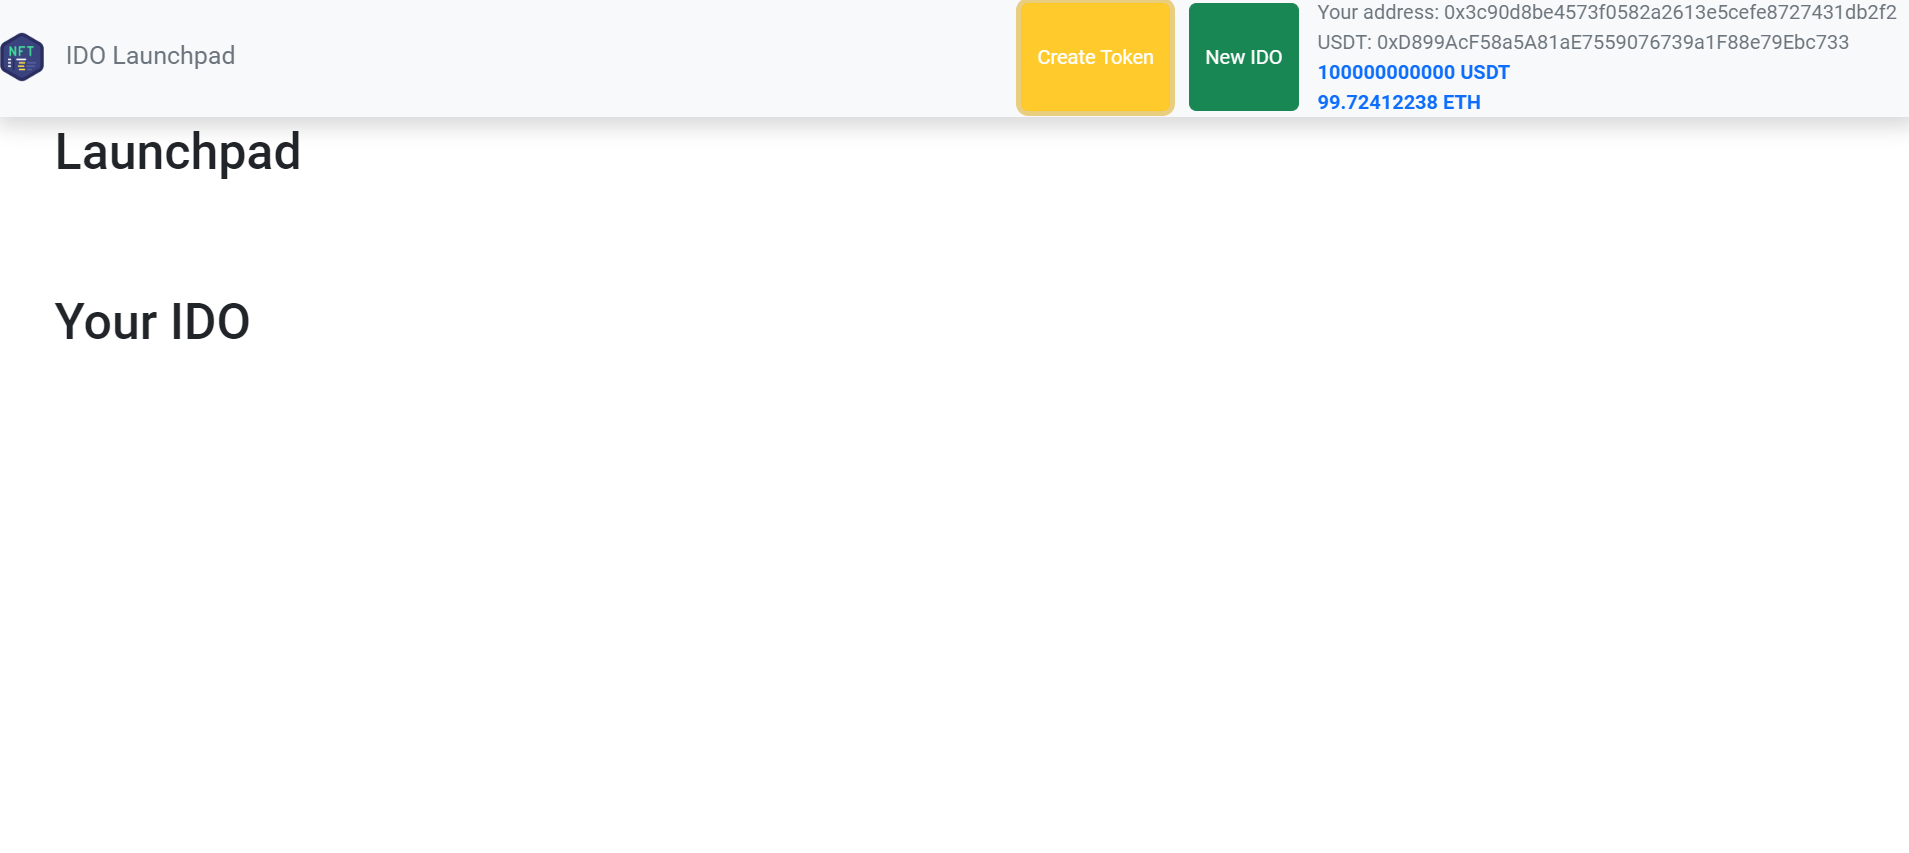 NFT
IDO Launchpad
Create Token
New IDO
Your address: 0x3c90d8be4573f0582a2613e5cefe8727431db2f2
USDT: 0xD899AcF58a5A81aE7559076739a1F88e79Ebc733
100000000000 USDT
99.72412238 ETH
Launchpad
Your IDO